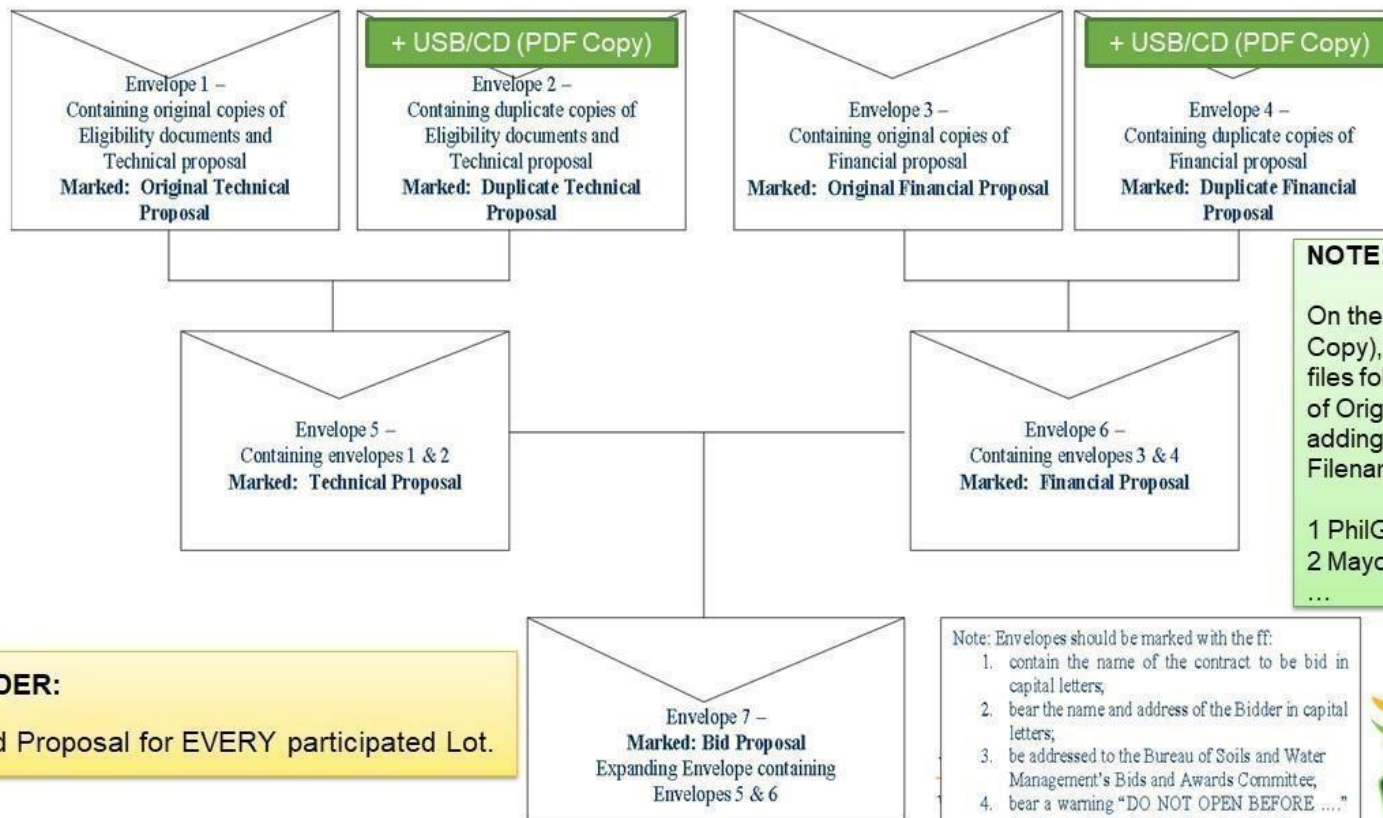 + USB/CD (PDF Copy)
Envelope 1 –
Containing original copies of
Eligibility documents and
Technical proposal
Marked: Original Technical
Proposal
Envelope 2 –
Containing duplicate copies of
Eligibility documents and
Technical proposal
Marked: Duplicate Technical
Proposal
+ USB/CD (PDF Copy)
Envelope 3 –
Containing original copies of
Financial proposal
Marked: Original Financial Proposal
Envelope 4 –
Containing duplicate copies of
Financial proposal
Marked: Duplicate Financial
Proposal
NOTE
On the
Copy),
files fo
of Orig
adding
Filenar
1 PhilG
2 Mayo
...
Envelope 5 –
Containing envelopes 1 & 2
Marked: Technical Proposal
Envelope 6 –
Containing envelopes 3 & 4
Marked: Financial Proposal
DER:
d Proposal for EVERY participated Lot.
Envelope 7 –
Marked: Bid Proposal
Expanding Envelope containing
Envelopes 5 & 6
Note: Envelopes should be marked with the ff:
1. contain the name of the contract to be bid in
capital letters;
2. bear the name and address of the Bidder in capital
letters;
3. be addressed to the Bureau of Soils and Water
Management's Bids and Awards Committee;
4. bear a warning “DO NOT OPEN BEFORE ....”